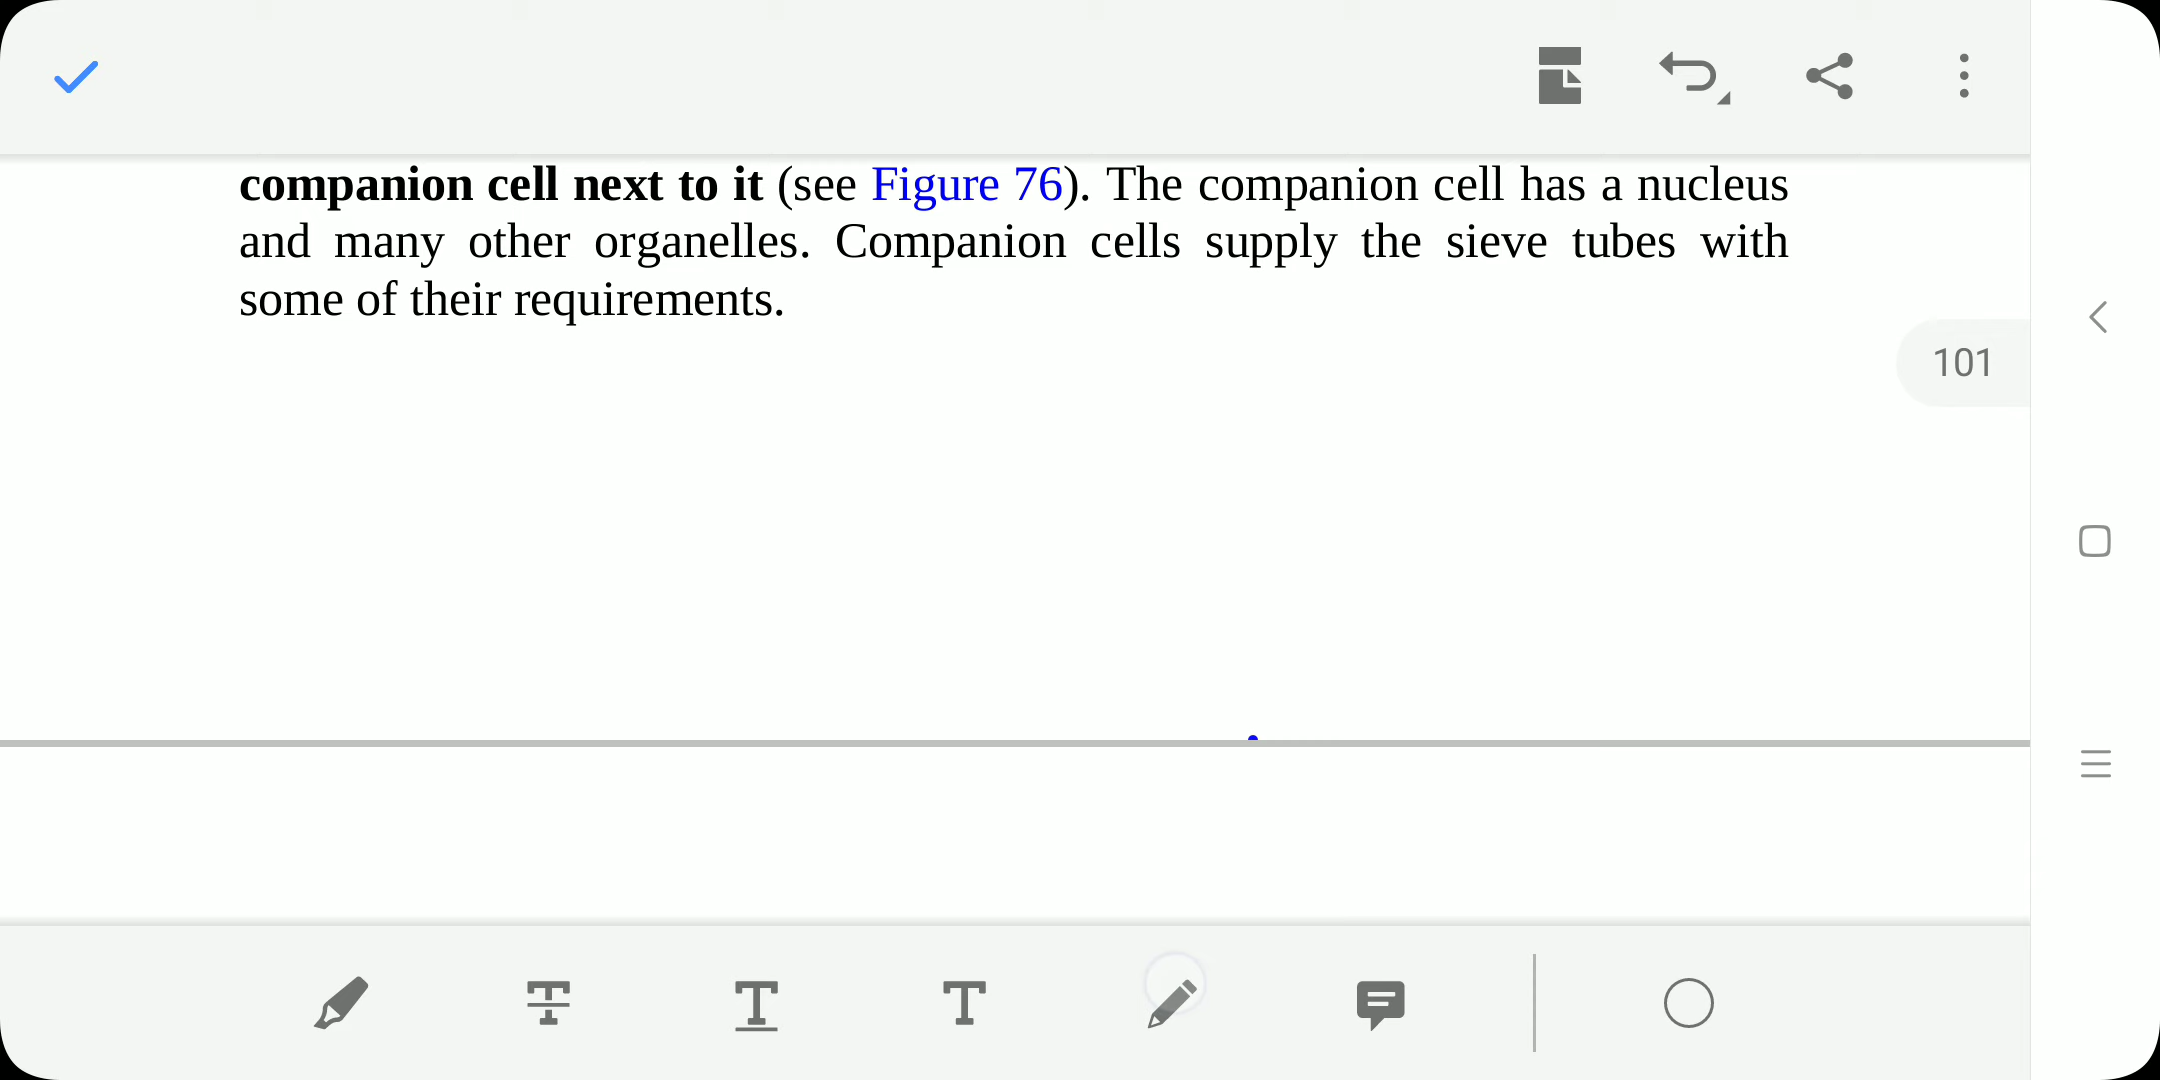 companion cell next to it (see Figure 76). The companion cell has a nucleus
and many other organelles. Companion cells supply the sieve tubes with
some of their requirements.
101